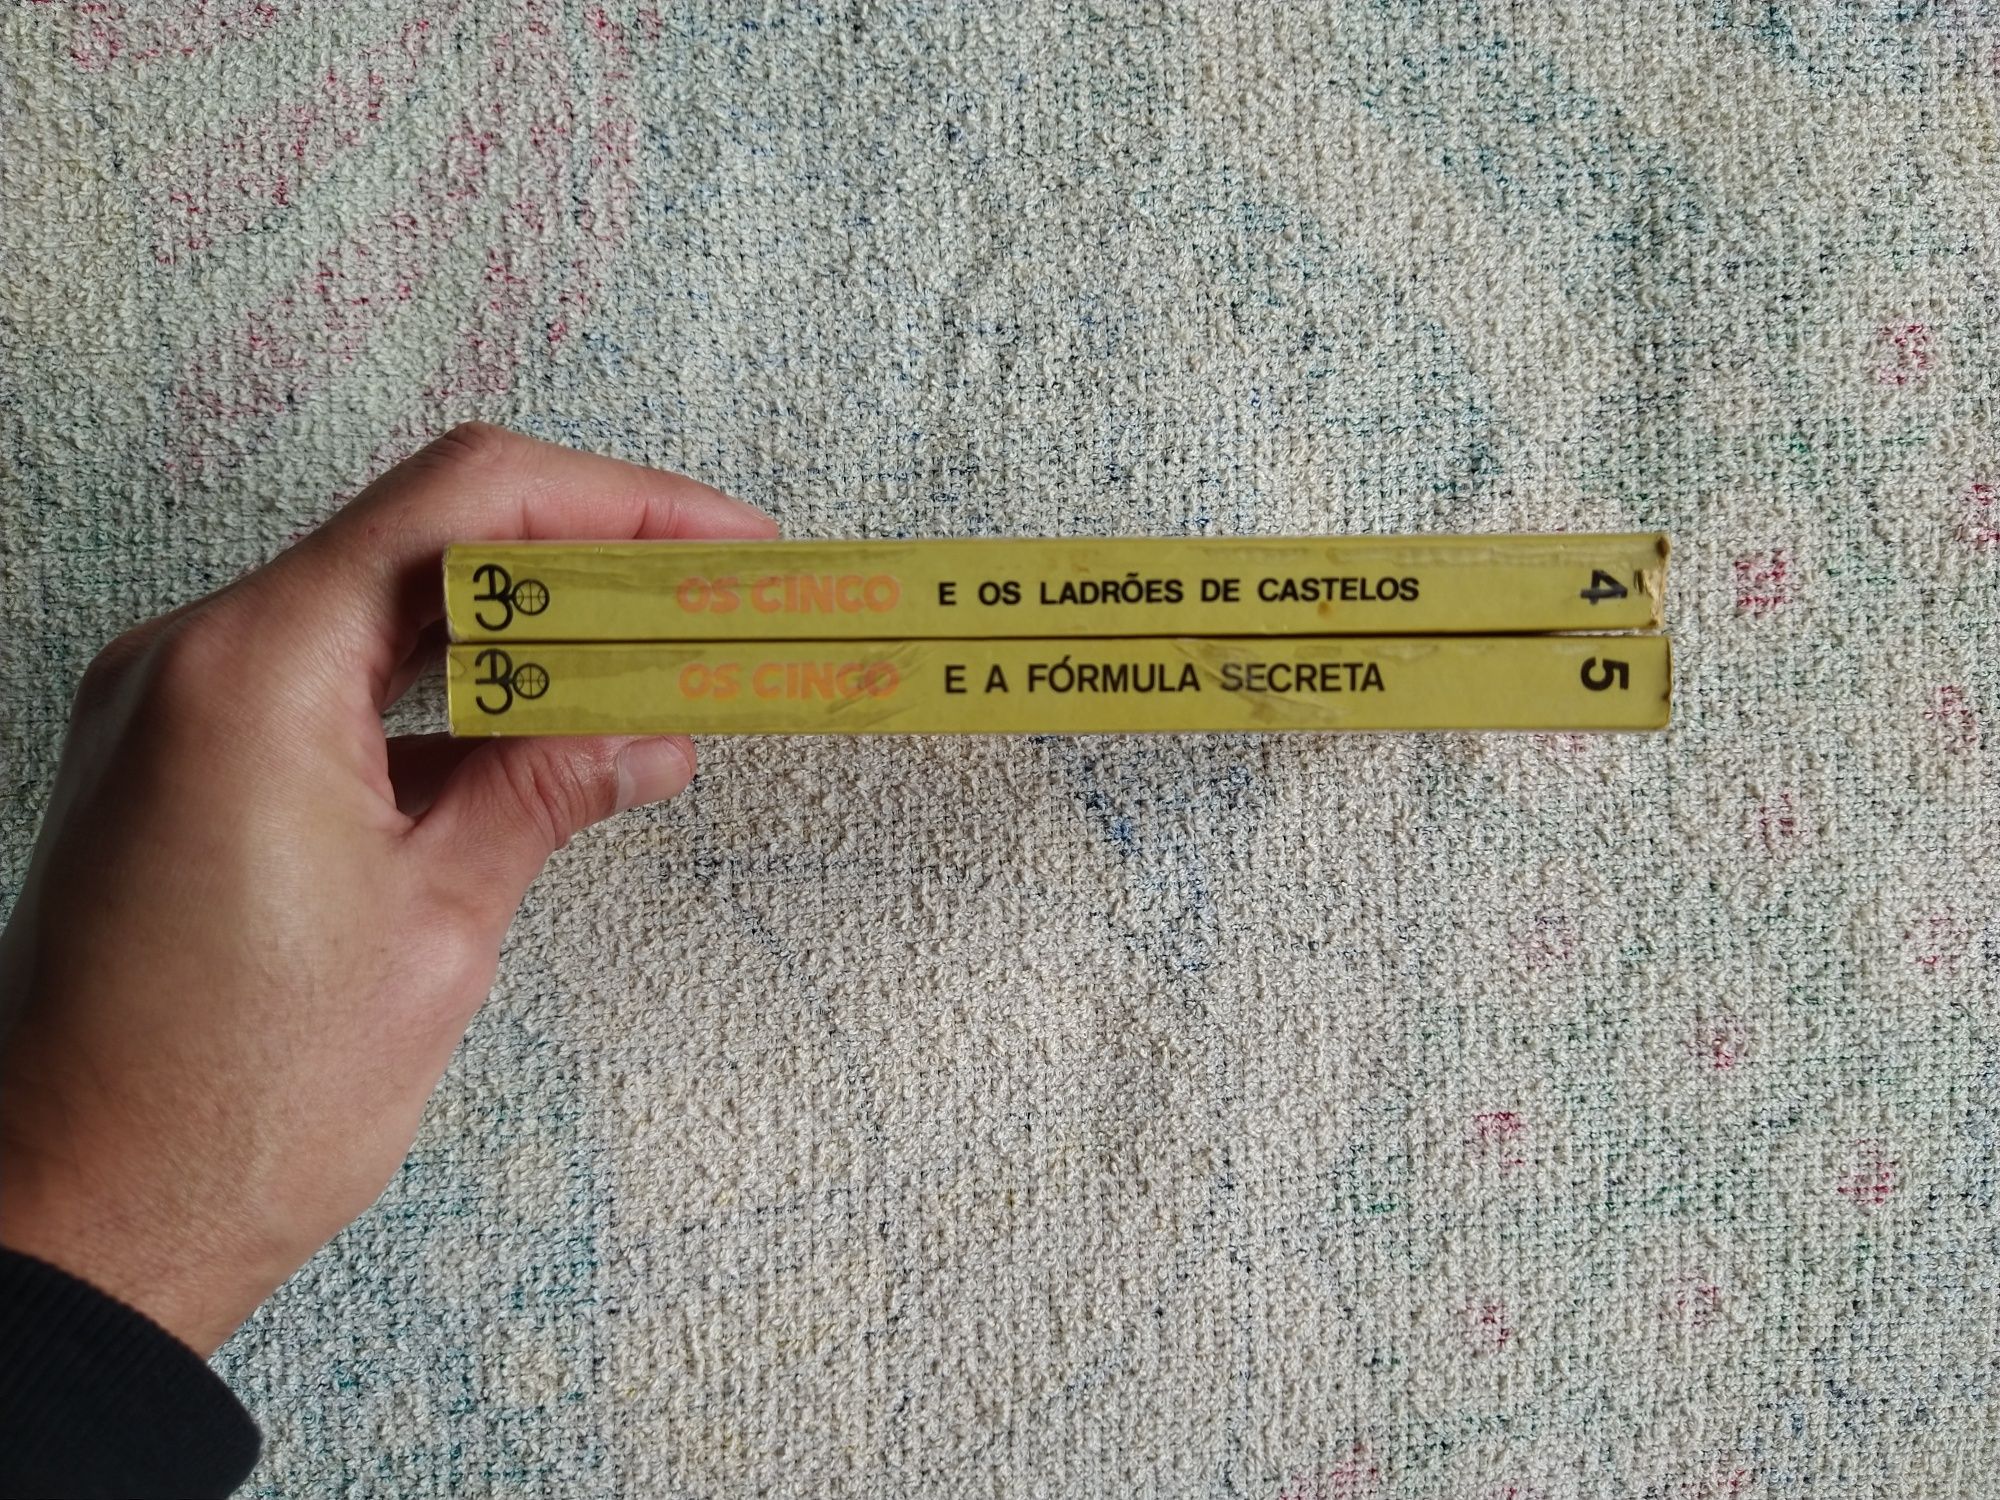 OS CINCO E OS LADRÕES DE CASTELOS 4
OS CINCO E A FÓRMULA SECRETA 5